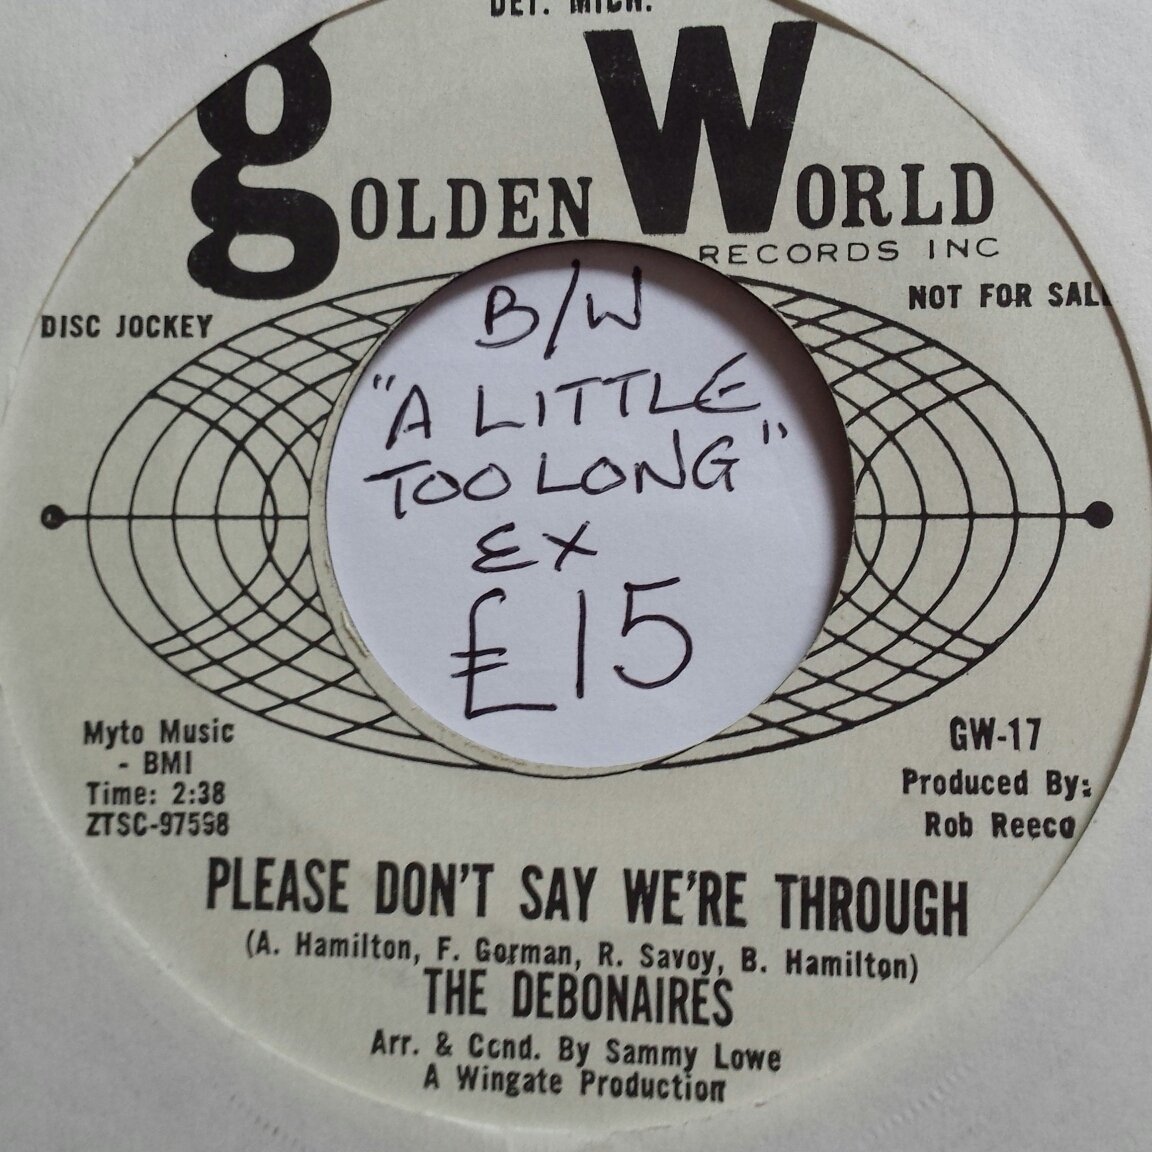 DET. MICH.
gOLDEN WORLD
RECORDS INC
DISC JOCKEY
NOT FOR SAL
B/W
"A LITTLE
TOO LONG"
EX
£15
Myto Music
- BMI
Time: 2:38
ZTSC-97598
GW-17
Produced By:
Rob Reeco
PLEASE DON'T SAY WE'RE THROUGH
(A. Hamilton, F. Gorman, R. Savoy, B. Hamilton)
THE DEBONAIRES
Arr. & Ccnd. By Sammy Lowe
A Wingate Production